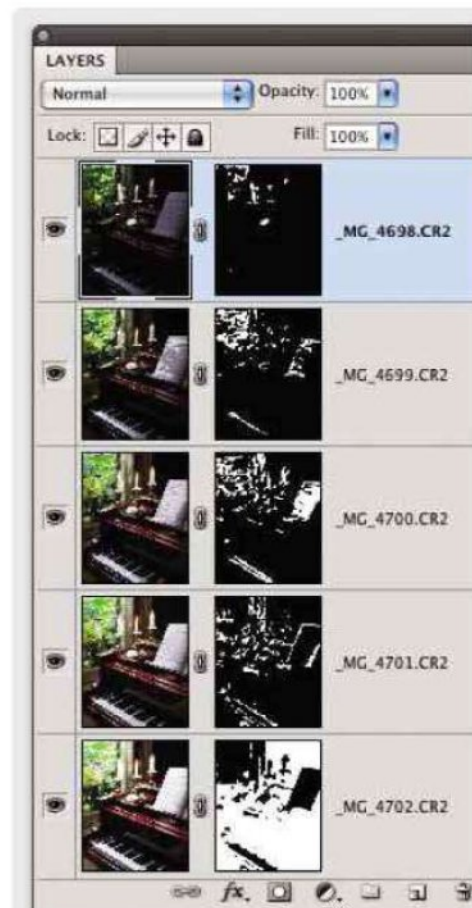 LAYERS
Normal Opacity: 100%
Lock: Fill: 100%
_MG_4698.CR2
_MG_4699.CR2
_MG_4700.CR2
_MG_4701.CR2
_MG_4702.CR2
fx.